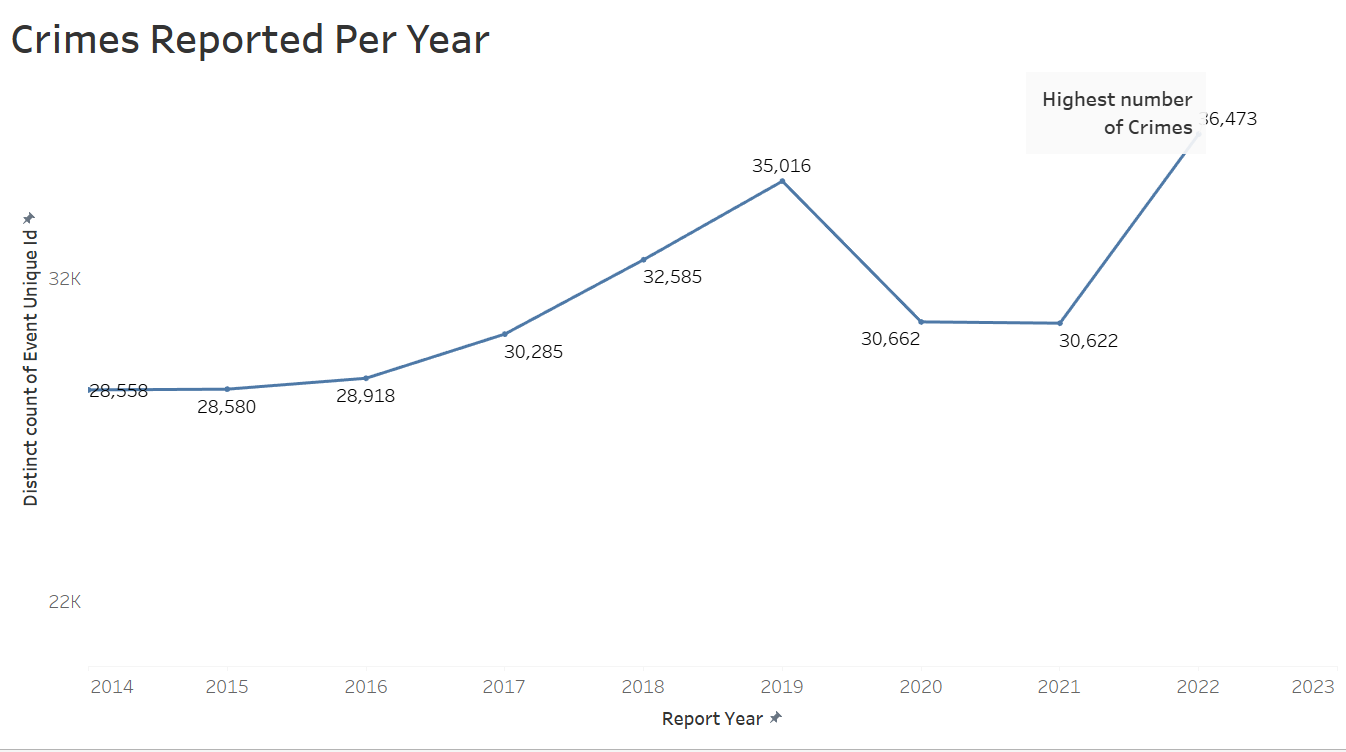 Crimes Reported Per Year
Highest number
of Crimes
36,473
35,016
32,585
30,285
30,662
30,622
28,558
28,580
28,918
Distinct count of Event Unique Id
32K
22K
2014 2015 2016 2017 2018 2019 2020 2021 2022 2023
Report Year